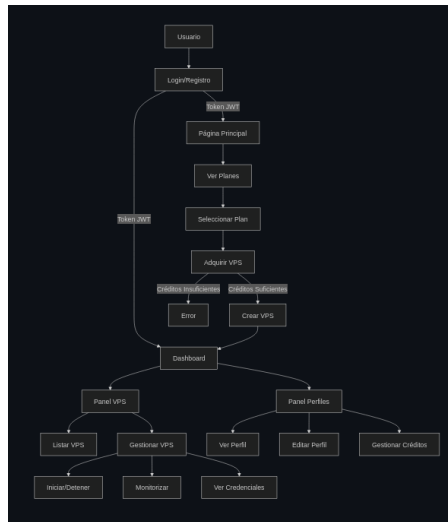 Usuario
Login/Registro
Token JWT
Página Principal
Ver Planes
Token JWT
Seleccionar Plan
Adquirir VPS
Créditos Insuficientes
Créditos Suficientes
Error
Crear VPS
Dashboard
Panel VPS
Panel Perfiles
Listar VPS
Gestionar VPS
Ver Perfil
Editar Perfil
Gestionar Créditos
Iniciar/Detener
Monitorizar
Ver Credenciales